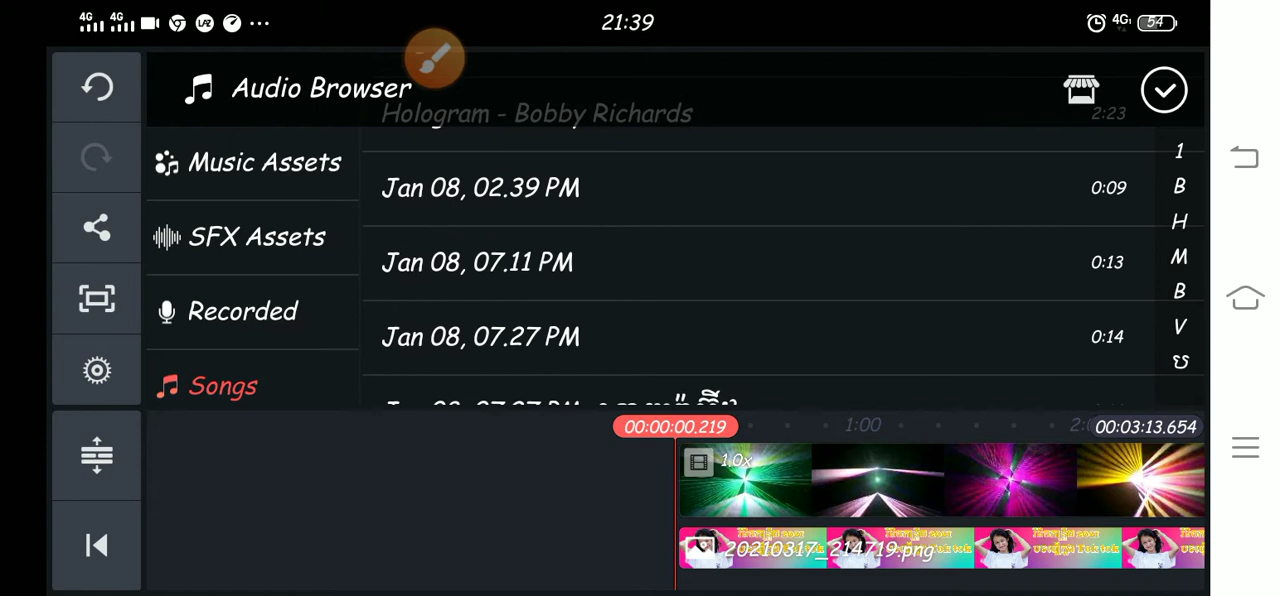 4G 4G LAZ 21:39 4G 54
Audio Browser
Hologram - Bobby Richards 2:23
Music Assets
SFX Assets
Recorded
Songs
Jan 08, 02.39 PM 0:09
Jan 08, 07.11 PM 0:13
Jan 08, 07.27 PM 0:14
1
B
H
M
B
V
ប
00:00:00.219 1:00 00:03:13.654
1.0x
20210317_214719.png